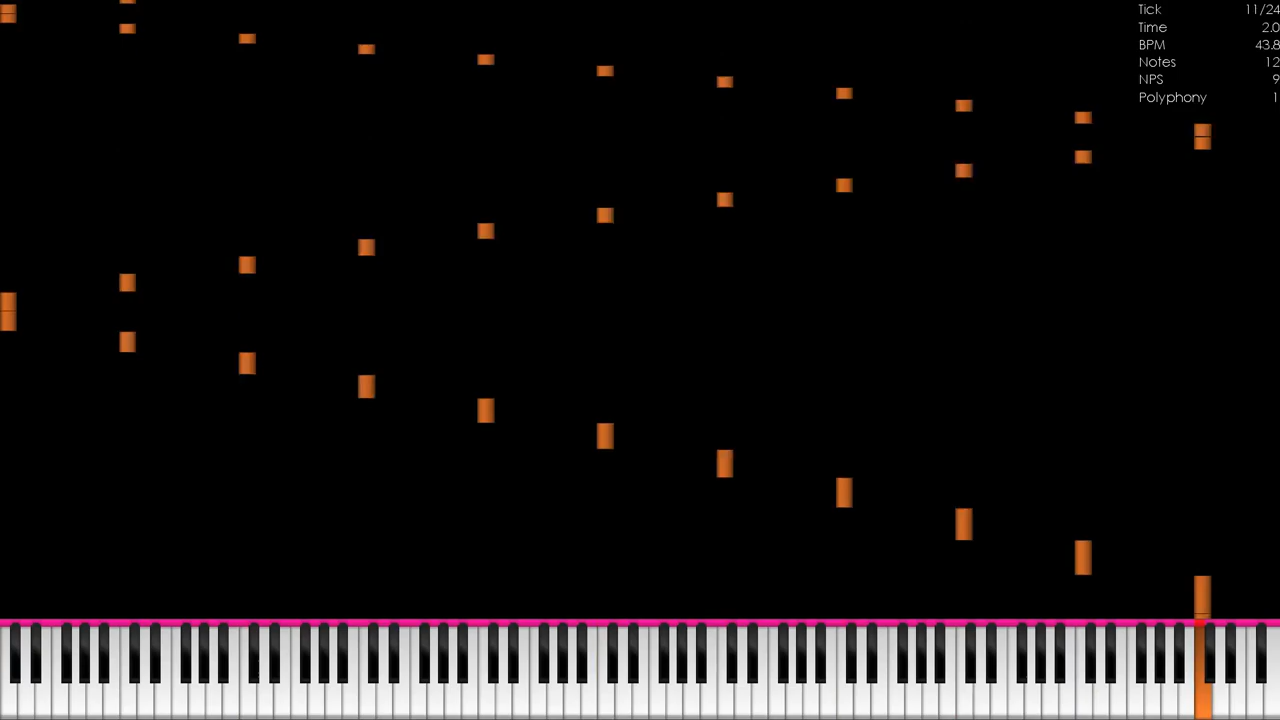 Tick 11/24
Time 2.0
BPM 43.8
Notes 12
NPS 9
Polyphony 1